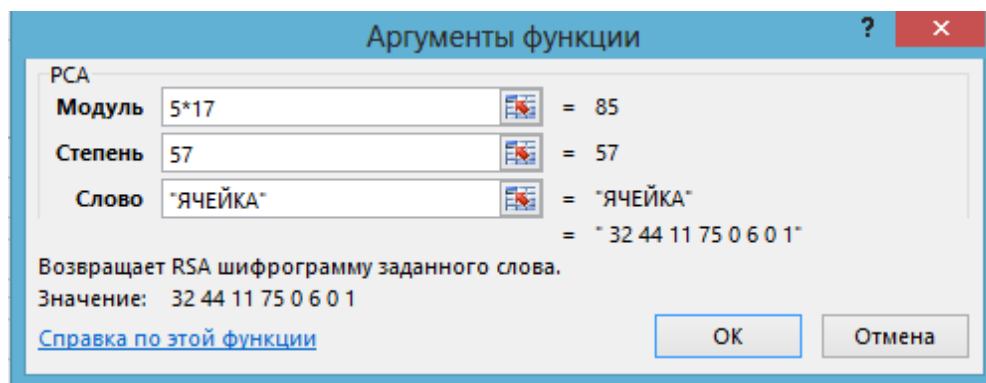 Аргументы функции ? ×
РСА
Модуль 5*17 = 85
Степень 57 = 57
Слово "ЯЧЕЙКА" = "ЯЧЕЙКА"
= " 32 44 11 75 0 6 0 1"
Возвращает RSA шифрограмму заданного слова.
Значение: 32 44 11 75 0 6 0 1
Справка по этой функции ОК Отмена